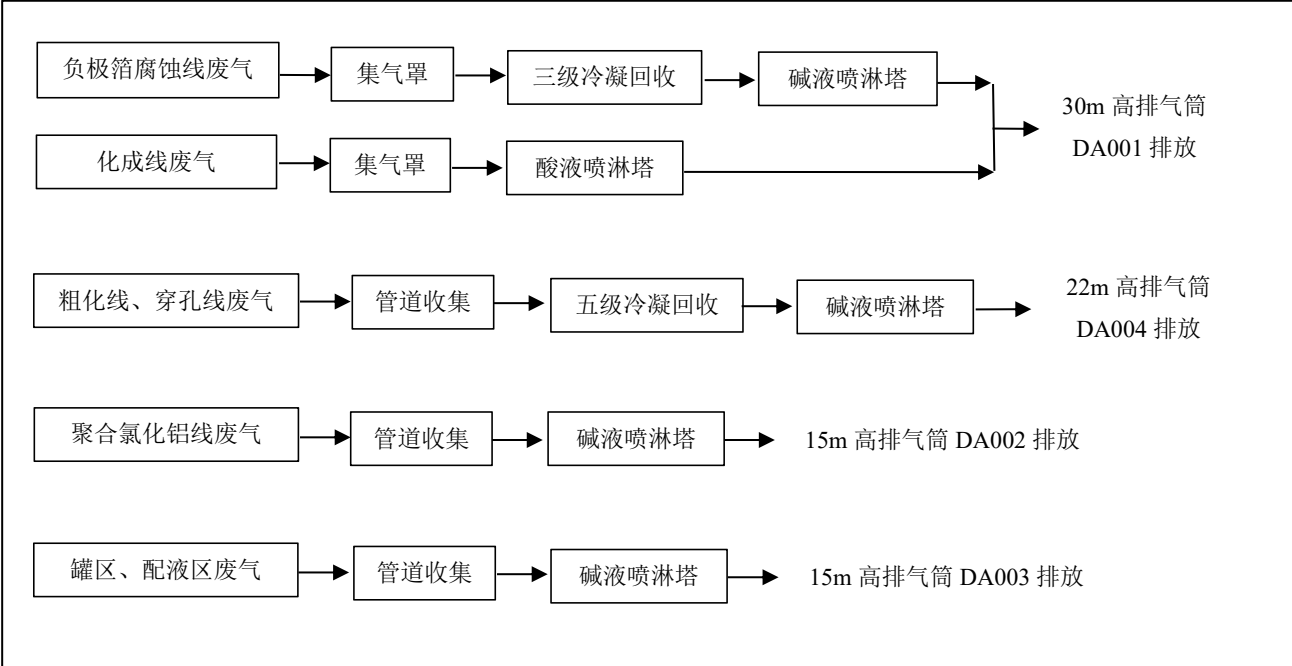 负极箔腐蚀线废气
集气罩
三级冷凝回收
碱液喷淋塔
30m 高排气筒
DA001 排放
化成线废气
集气罩
酸液喷淋塔
粗化线、穿孔线废气
管道收集
五级冷凝回收
碱液喷淋塔
22m 高排气筒
DA004 排放
聚合氯化铝线废气
管道收集
碱液喷淋塔
15m 高排气筒 DA002 排放
罐区、配液区废气
管道收集
碱液喷淋塔
15m 高排气筒 DA003 排放